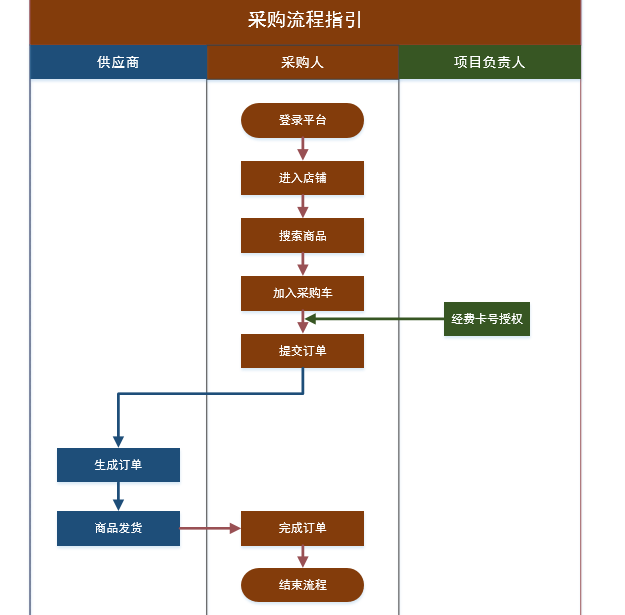 采购流程指引
供应商
采购人
项目负责人
登录平台
进入店铺
搜索商品
加入采购车
经费卡号授权
提交订单
生成订单
商品发货
完成订单
结束流程